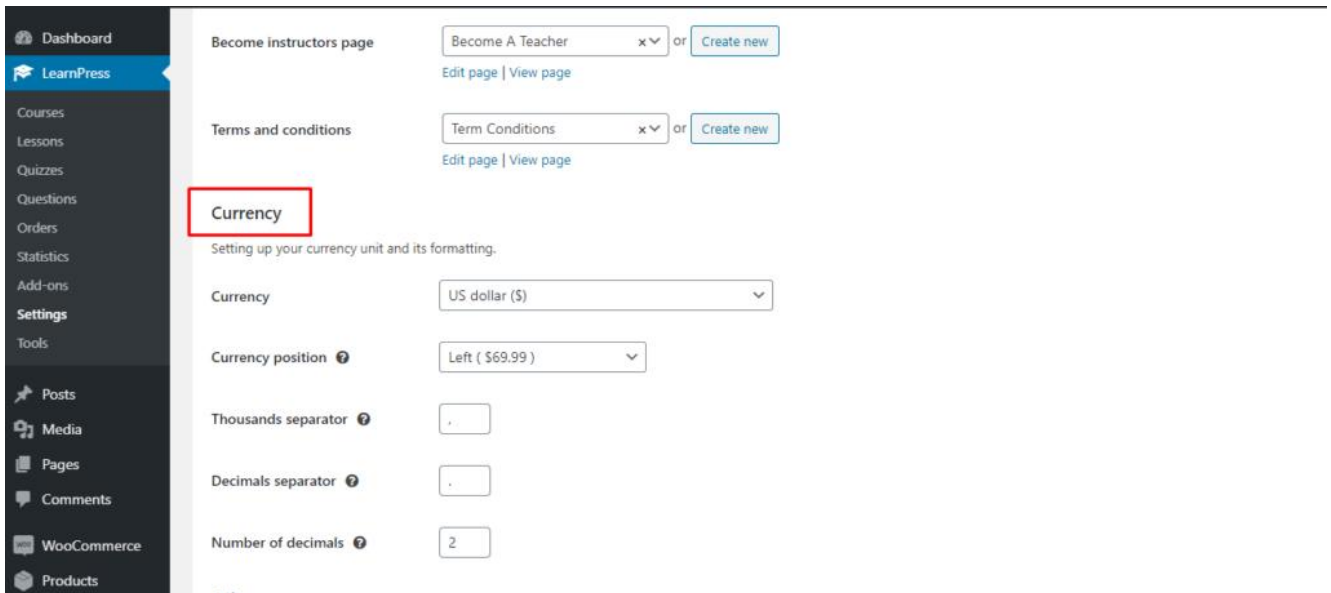 Dashboard
LearnPress
Courses
Lessons
Quizzes
Questions
Orders
Statistics
Add-ons
Settings
Tools
Posts
Media
Pages
Comments
WooCommerce
Products
Become instructors page
Become A Teacher × or Create new
Edit page | View page
Terms and conditions
Term Conditions × or Create new
Edit page | View page
Currency
Setting up your currency unit and its formatting.
Currency
US dollar ($)
Currency position ?
Left ( $69.99 )
Thousands separator ?
,
Decimals separator ?
.
Number of decimals ?
2